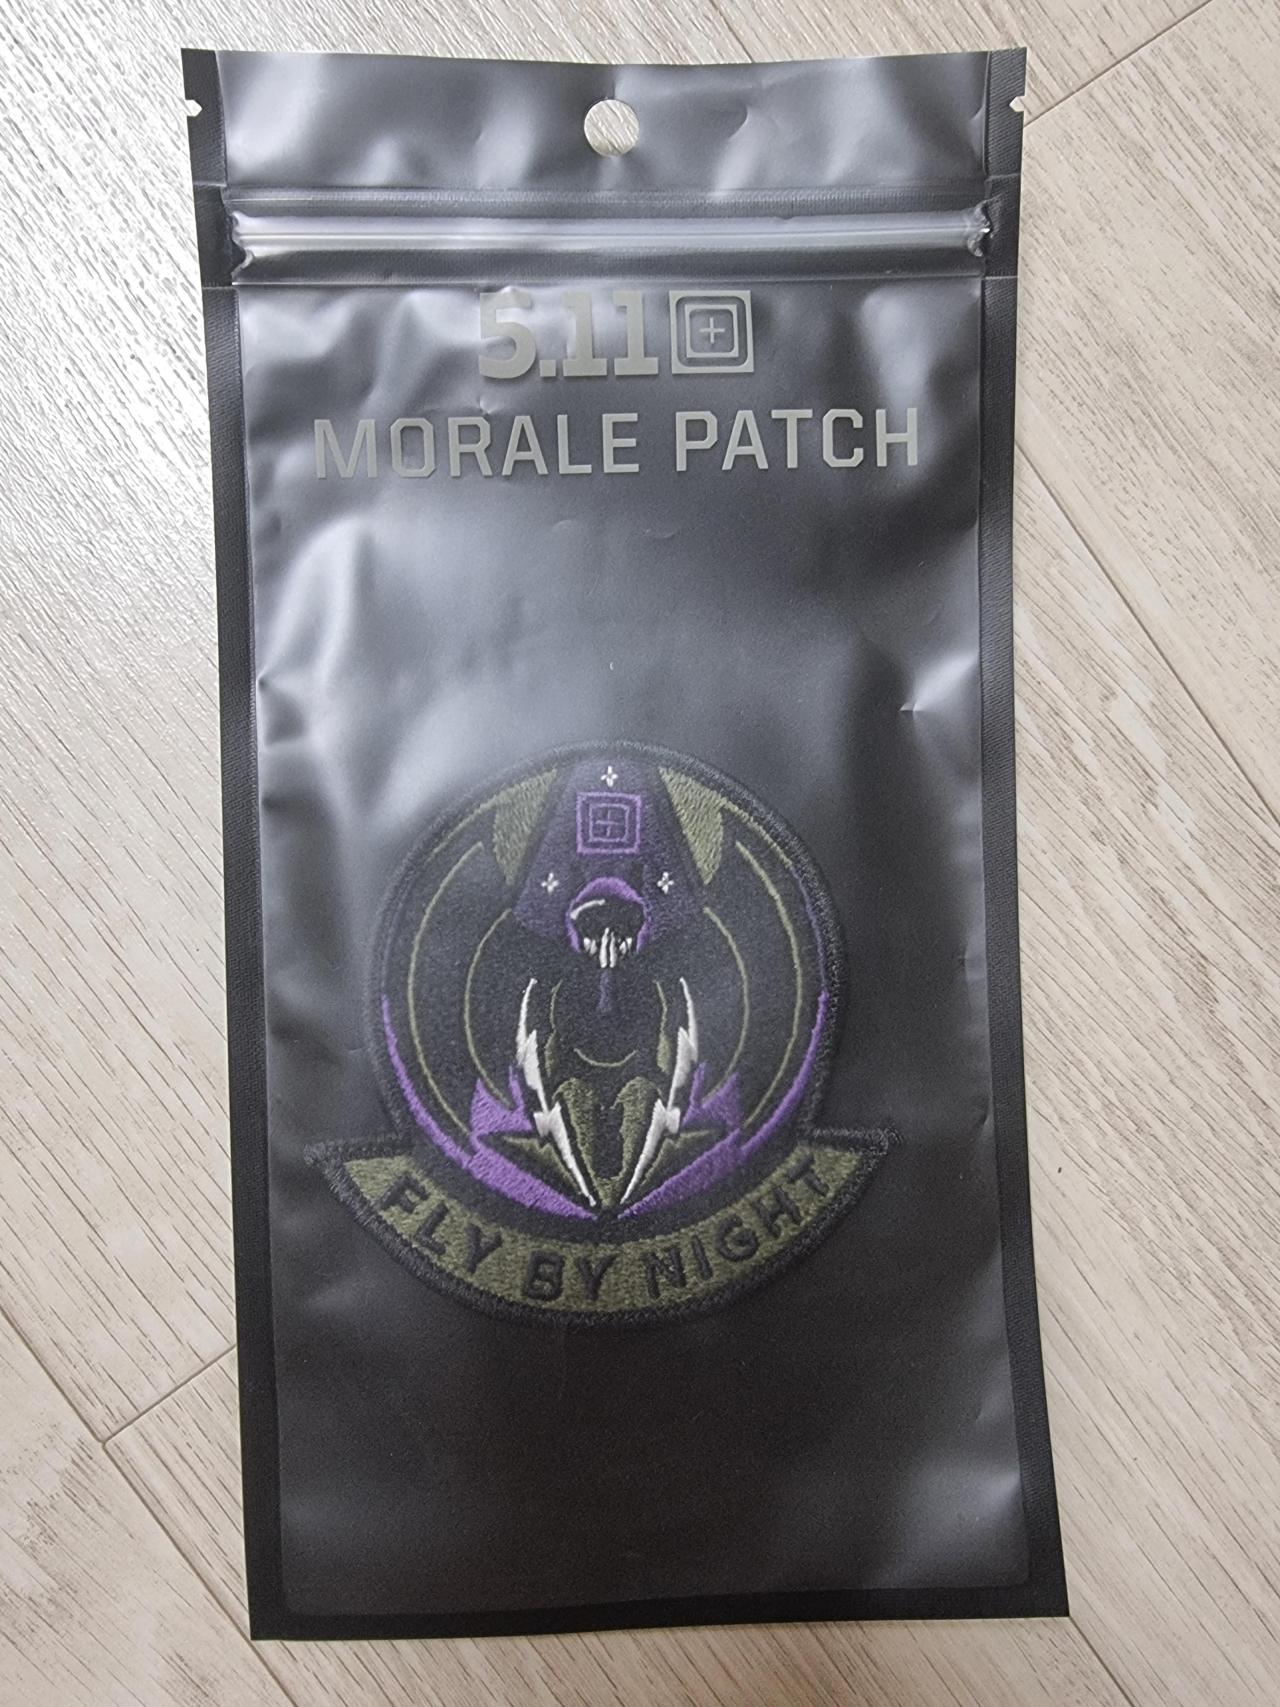 5.11
MORALE PATCH
FLY BY NIGHT